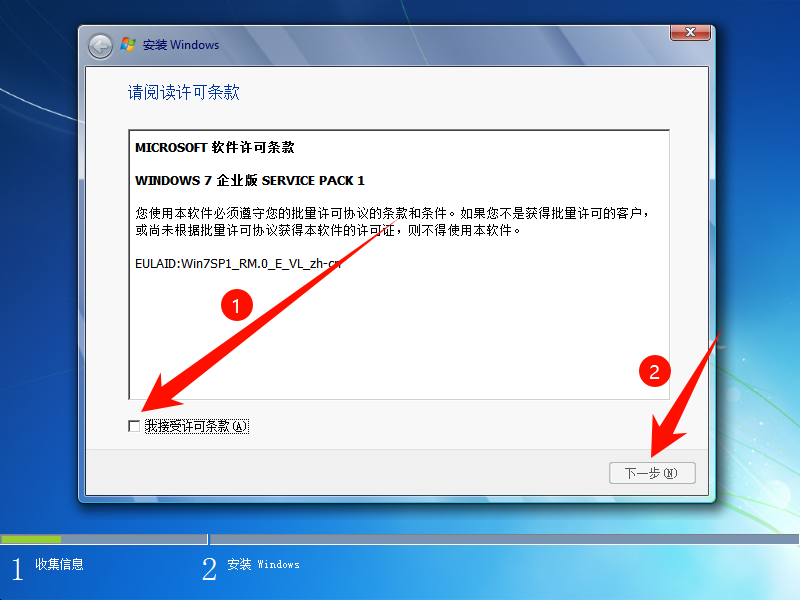 安装 Windows
请阅读许可条款
MICROSOFT 软件许可条款
WINDOWS 7 企业版 SERVICE PACK 1
您使用本软件必须遵守您的批量许可协议的条款和条件。如果您不是获得批量许可的客户，
或尚未根据批量许可协议获得本软件的许可证，则不得使用本软件。
EULAID:Win7SP1_RM.0_E_VL_zh-cn
1
2
我接受许可条款(A)
下一步(N)
1 收集信息
2 安装 Windows